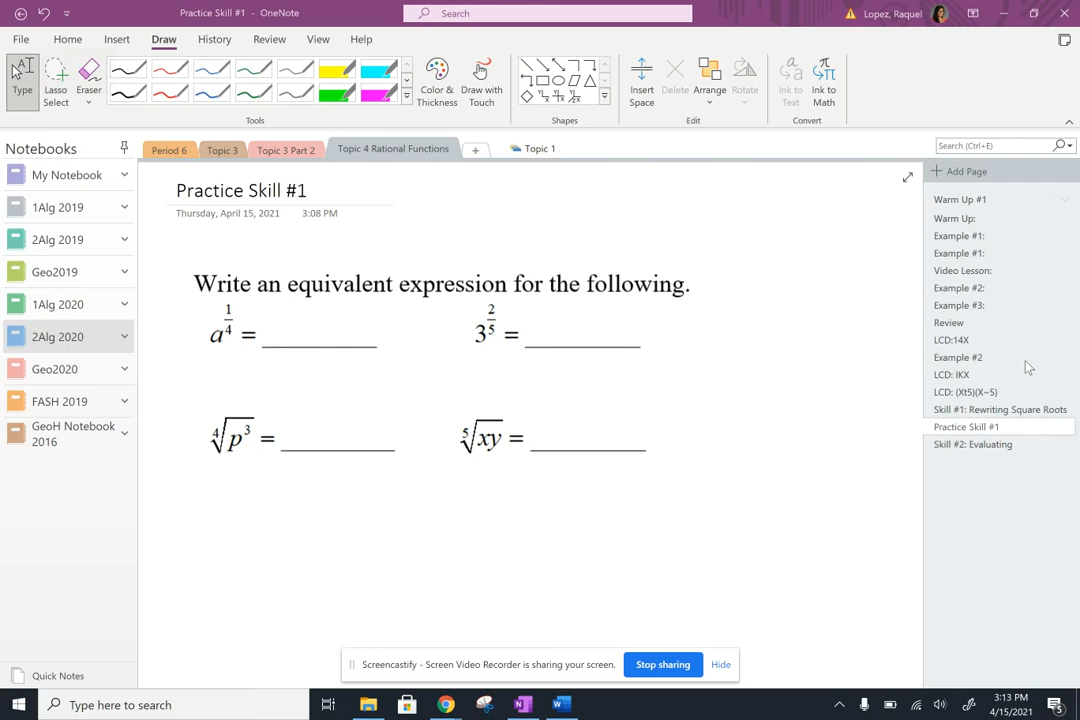 Practice Skill #1 - OneNote
Search
Lopez, Raquel
File Home Insert Draw History Review View Help
Type
Lasso Select
Eraser
Color & Thickness
Draw with Touch
Insert Space
Delete
Arrange
Rotate
Ink to Text
Ink to Math
Tools
Shapes
Edit
Convert
Notebooks
Period 6
Topic 3
Topic 3 Part 2
Topic 4 Rational Functions
+
Topic 1
Search (Ctrl+E)
My Notebook
1Alg 2019
2Alg 2019
Geo2019
1Alg 2020
2Alg 2020
Geo2020
FASH 2019
GeoH Notebook
2016
Quick Notes
Practice Skill #1
Thursday, April 15, 2021 3:08 PM
Write an equivalent expression for the following.
a^(1/4) = __________ 3^(2/5) = __________
⁴√(p³) = __________ ⁵√(xy) = __________
Add Page
Warm Up #1
Warm Up:
Example #1:
Example #1:
Video Lesson:
Example #2:
Example #3:
Review
LCD:14X
Example #2
LCD: IKX
LCD: (Xt5)(X−5)
Skill #1: Rewriting Square Roots
Practice Skill #1
Skill #2: Evaluating
Screencastify - Screen Video Recorder is sharing your screen.
Stop sharing
Hide
Type here to search
3:13 PM
4/15/2021
5